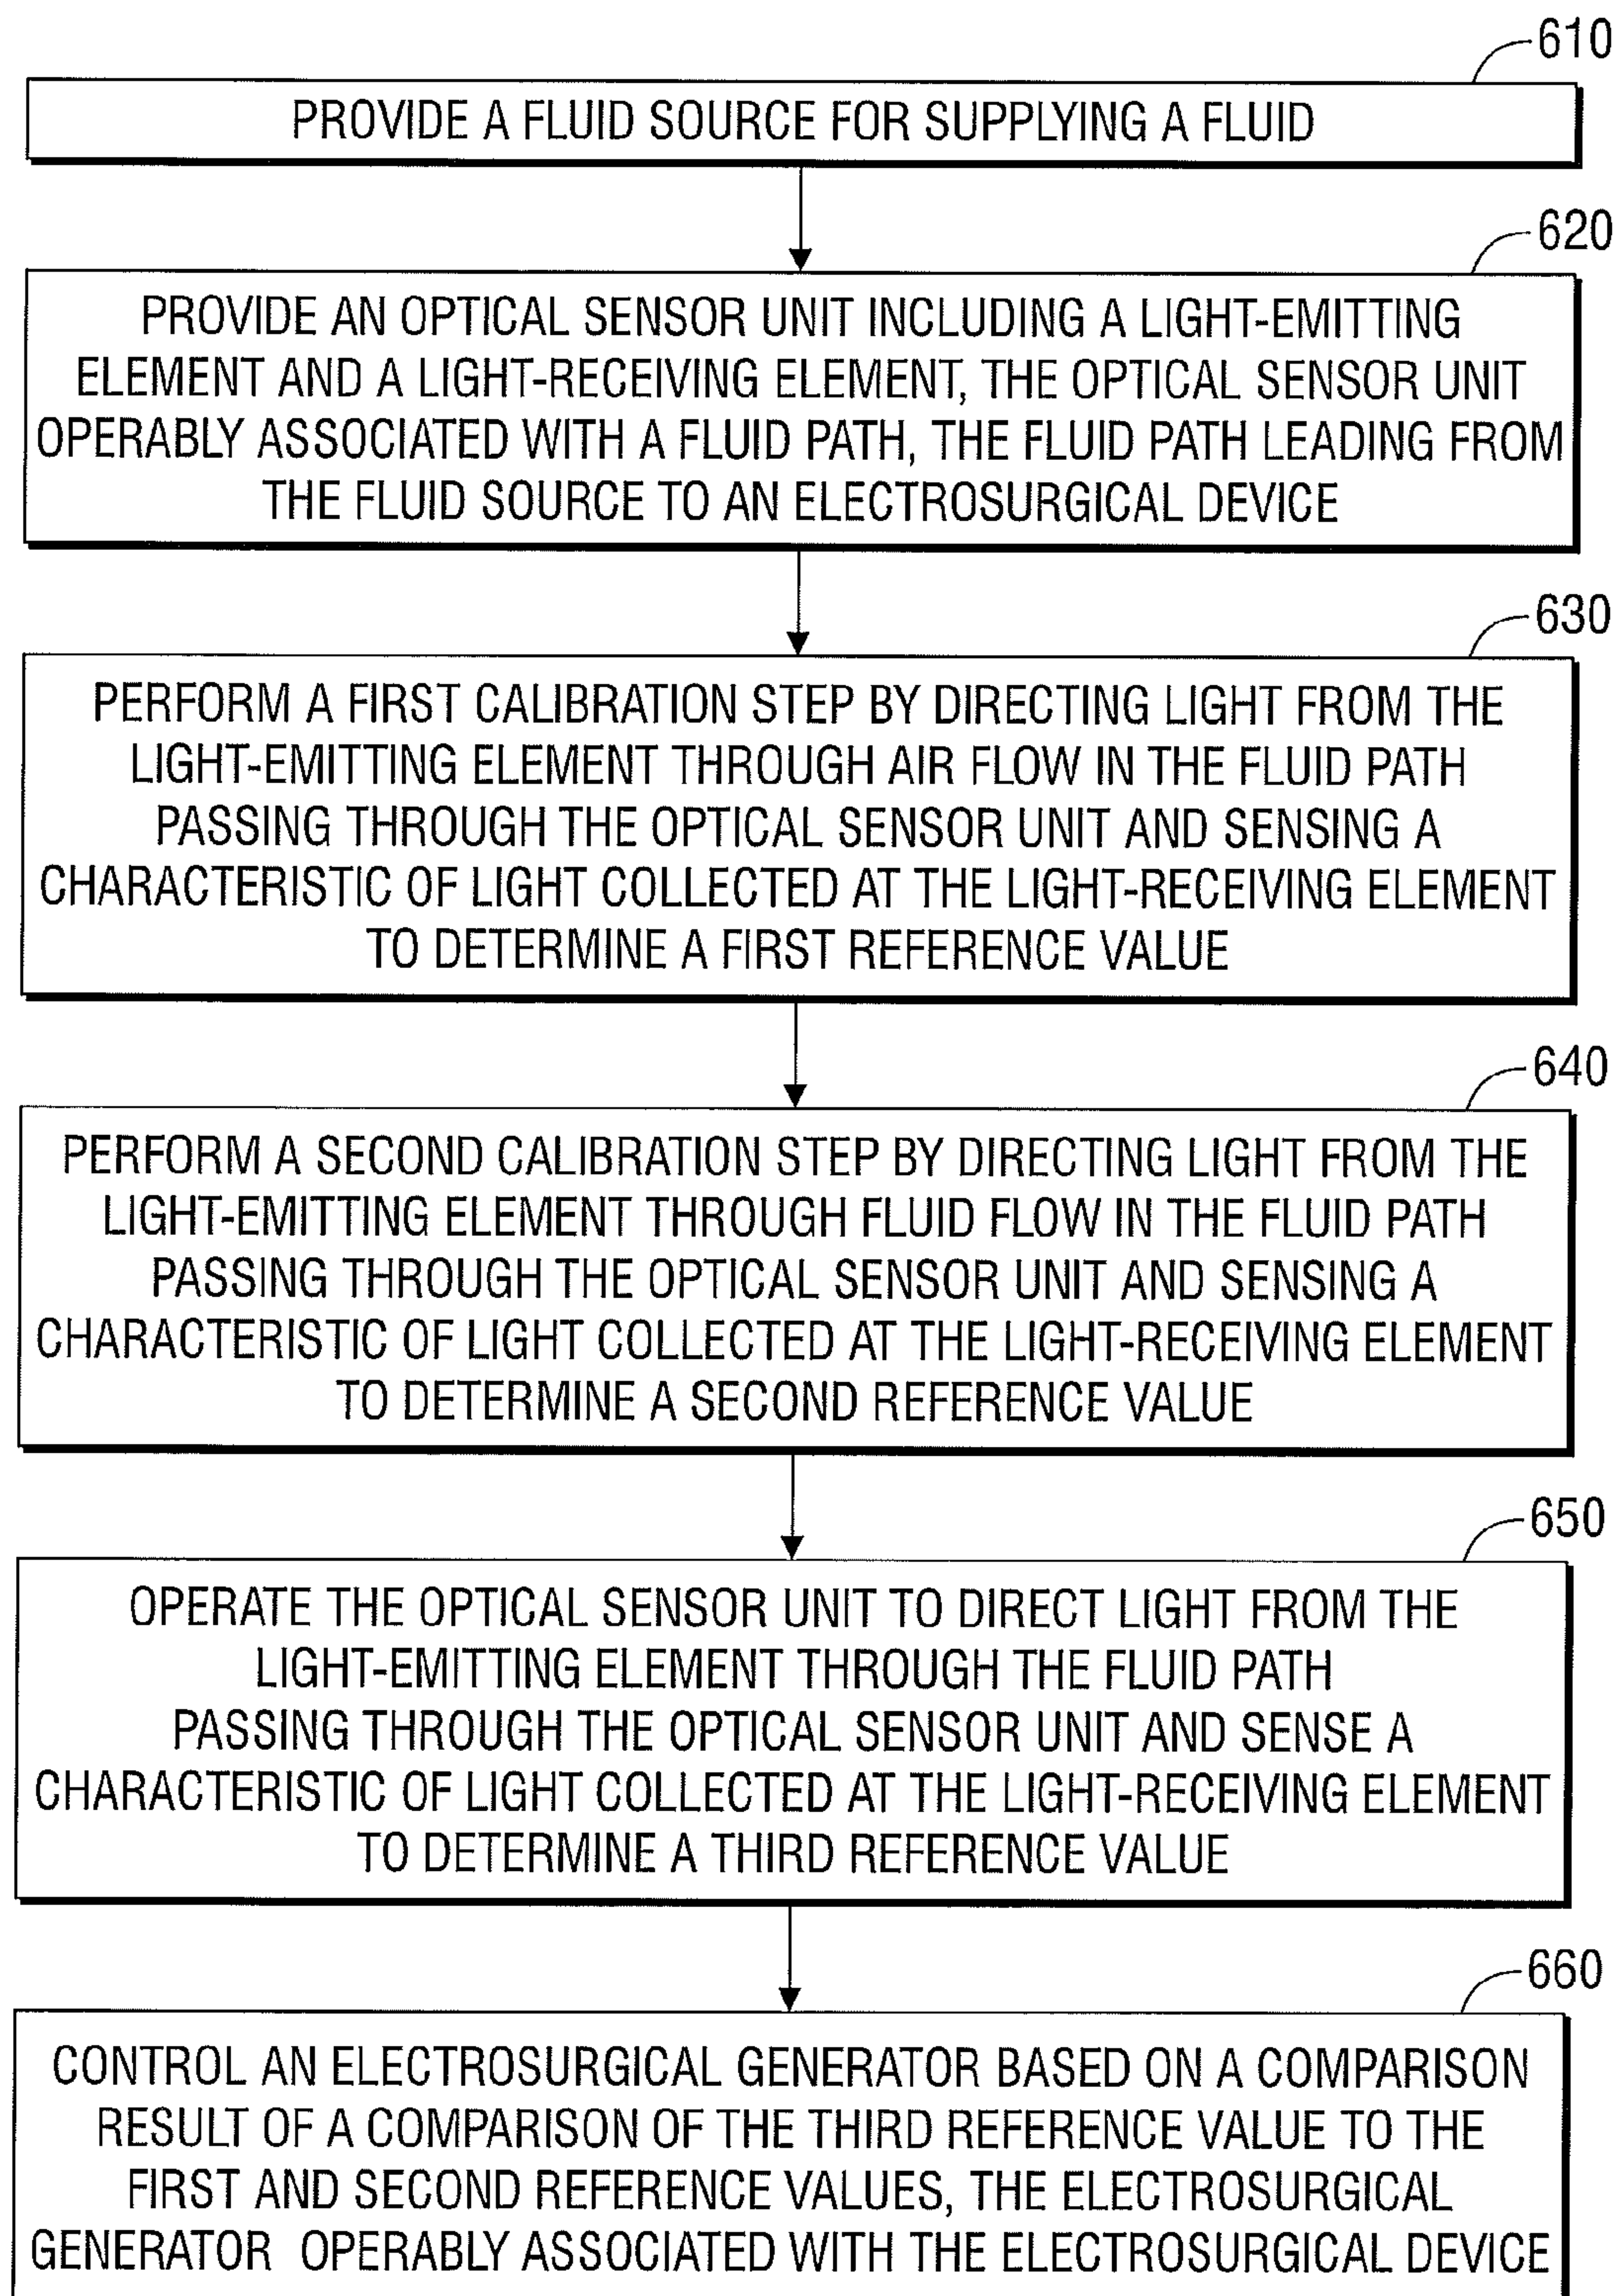 610
PROVIDE A FLUID SOURCE FOR SUPPLYING A FLUID
620
PROVIDE AN OPTICAL SENSOR UNIT INCLUDING A LIGHT-EMITTING
ELEMENT AND A LIGHT-RECEIVING ELEMENT, THE OPTICAL SENSOR UNIT
OPERABLY ASSOCIATED WITH A FLUID PATH, THE FLUID PATH LEADING FROM
THE FLUID SOURCE TO AN ELECTROSURGICAL DEVICE
630
PERFORM A FIRST CALIBRATION STEP BY DIRECTING LIGHT FROM THE
LIGHT-EMITTING ELEMENT THROUGH AIR FLOW IN THE FLUID PATH
PASSING THROUGH THE OPTICAL SENSOR UNIT AND SENSING A
CHARACTERISTIC OF LIGHT COLLECTED AT THE LIGHT-RECEIVING ELEMENT
TO DETERMINE A FIRST REFERENCE VALUE
640
PERFORM A SECOND CALIBRATION STEP BY DIRECTING LIGHT FROM THE
LIGHT-EMITTING ELEMENT THROUGH FLUID FLOW IN THE FLUID PATH
PASSING THROUGH THE OPTICAL SENSOR UNIT AND SENSING A
CHARACTERISTIC OF LIGHT COLLECTED AT THE LIGHT-RECEIVING ELEMENT
TO DETERMINE A SECOND REFERENCE VALUE
650
OPERATE THE OPTICAL SENSOR UNIT TO DIRECT LIGHT FROM THE
LIGHT-EMITTING ELEMENT THROUGH THE FLUID PATH
PASSING THROUGH THE OPTICAL SENSOR UNIT AND SENSE A
CHARACTERISTIC OF LIGHT COLLECTED AT THE LIGHT-RECEIVING ELEMENT
TO DETERMINE A THIRD REFERENCE VALUE
660
CONTROL AN ELECTROSURGICAL GENERATOR BASED ON A COMPARISON
RESULT OF A COMPARISON OF THE THIRD REFERENCE VALUE TO THE
FIRST AND SECOND REFERENCE VALUES, THE ELECTROSURGICAL
GENERATOR OPERABLY ASSOCIATED WITH THE ELECTROSURGICAL DEVICE